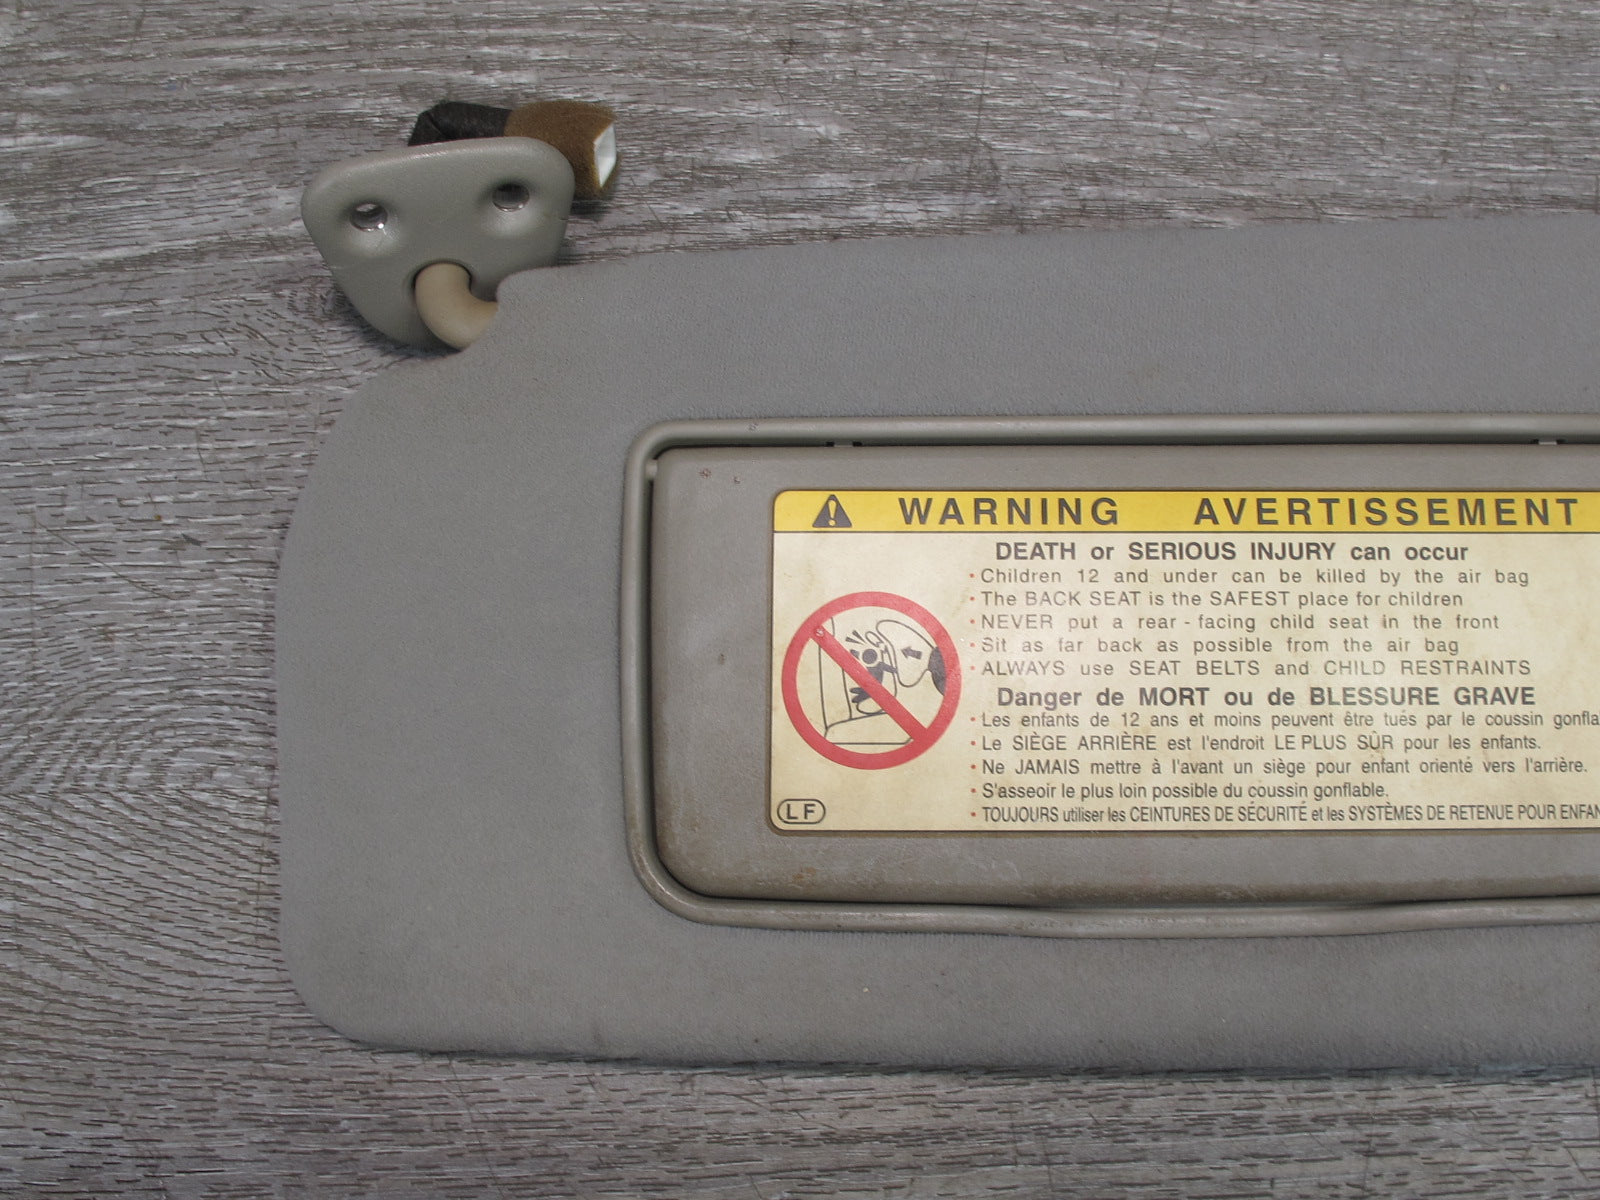 WARNING AVERTISSEMENT
DEATH or SERIOUS INJURY can occur
• Children 12 and under can be killed by the air bag
• The BACK SEAT is the SAFEST place for children
• NEVER put a rear - facing child seat in the front
• Sit as far back as possible from the air bag
• ALWAYS use SEAT BELTS and CHILD RESTRAINTS
Danger de MORT ou de BLESSURE GRAVE
• Les enfants de 12 ans et moins peuvent être tués par le coussin gonfla
• Le SIÈGE ARRIÈRE est l'endroit LE PLUS SÛR pour les enfants.
• Ne JAMAIS mettre à l'avant un siège pour enfant orienté vers l'arrière.
• S'asseoir le plus loin possible du coussin gonflable.
• TOUJOURS utiliser les CEINTURES DE SÉCURITÉ et les SYSTÈMES DE RETENUE POUR ENFAN
LF